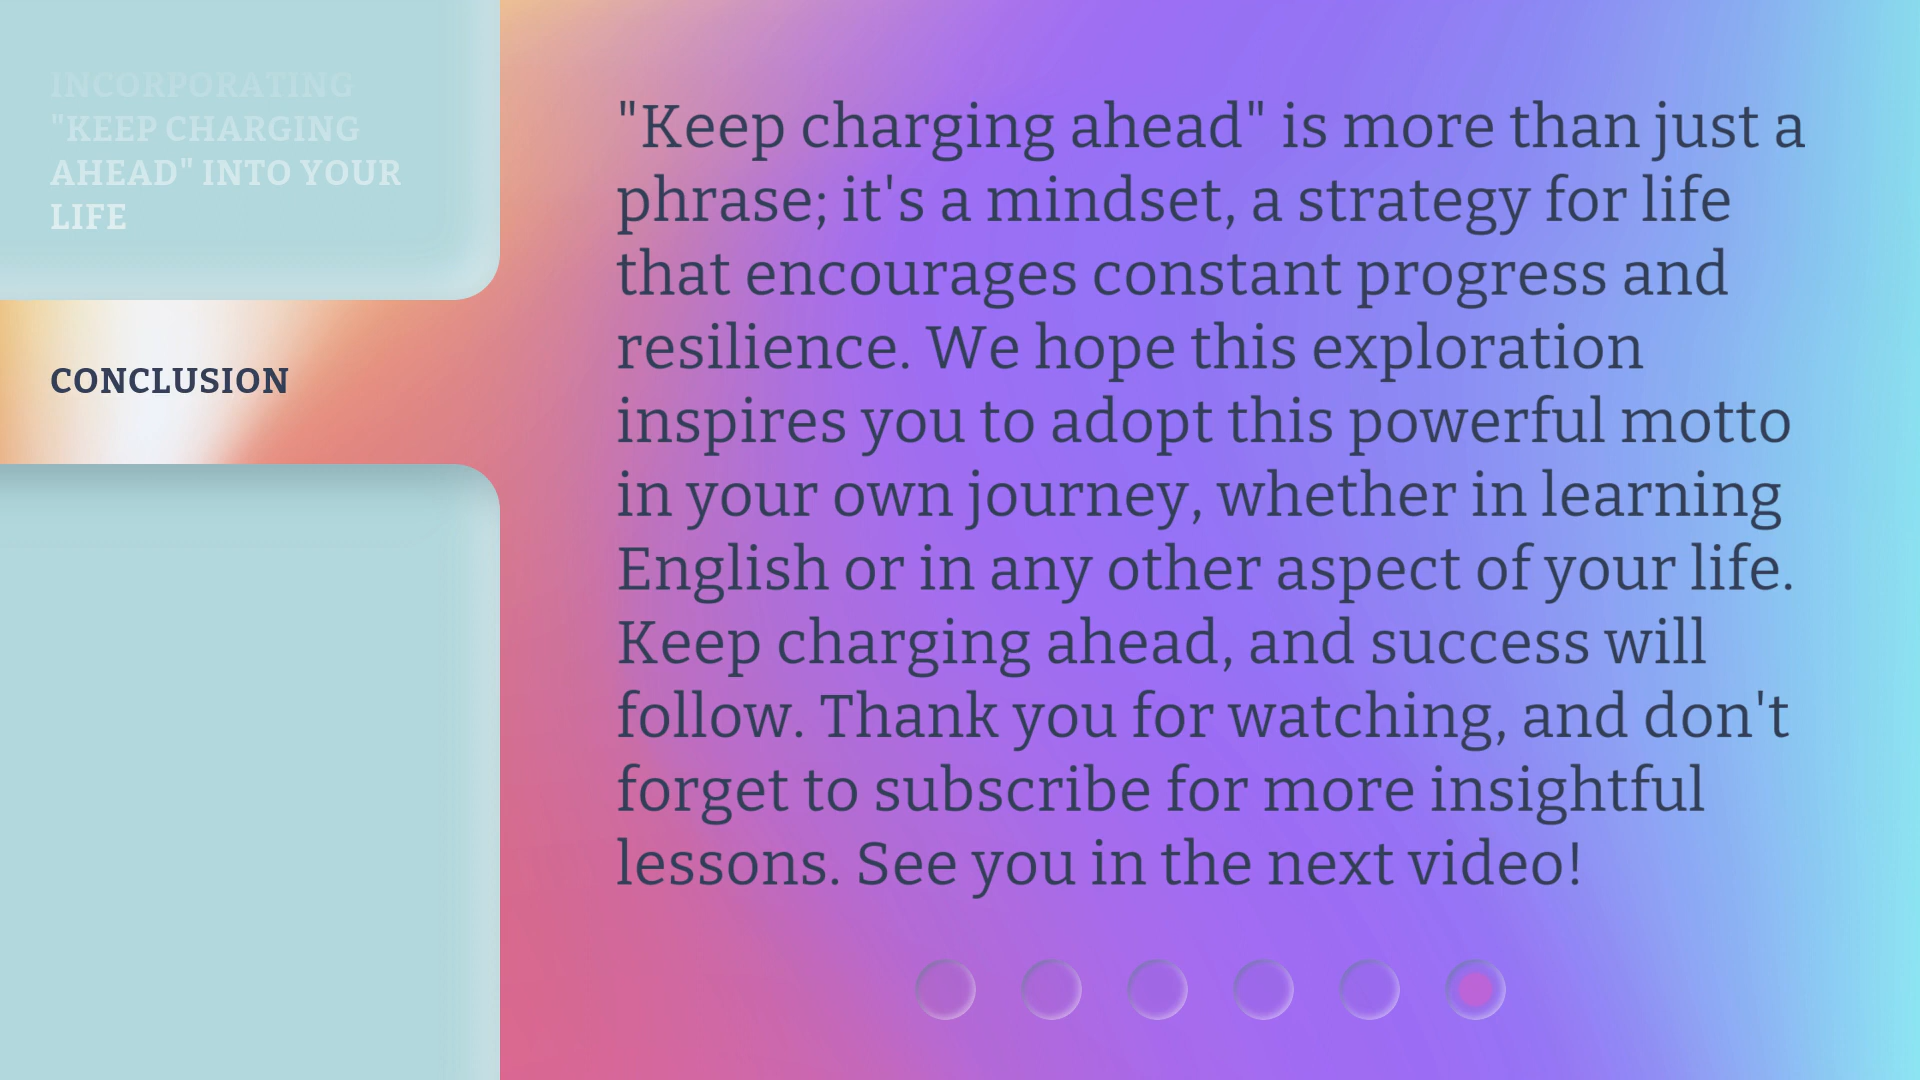 INCORPORATING
"KEEP CHARGING
AHEAD" INTO YOUR
LIFE
CONCLUSION
"Keep charging ahead" is more than just a
phrase; it's a mindset, a strategy for life
that encourages constant progress and
resilience. We hope this exploration
inspires you to adopt this powerful motto
in your own journey, whether in learning
English or in any other aspect of your life.
Keep charging ahead, and success will
follow. Thank you for watching, and don't
forget to subscribe for more insightful
lessons. See you in the next video!